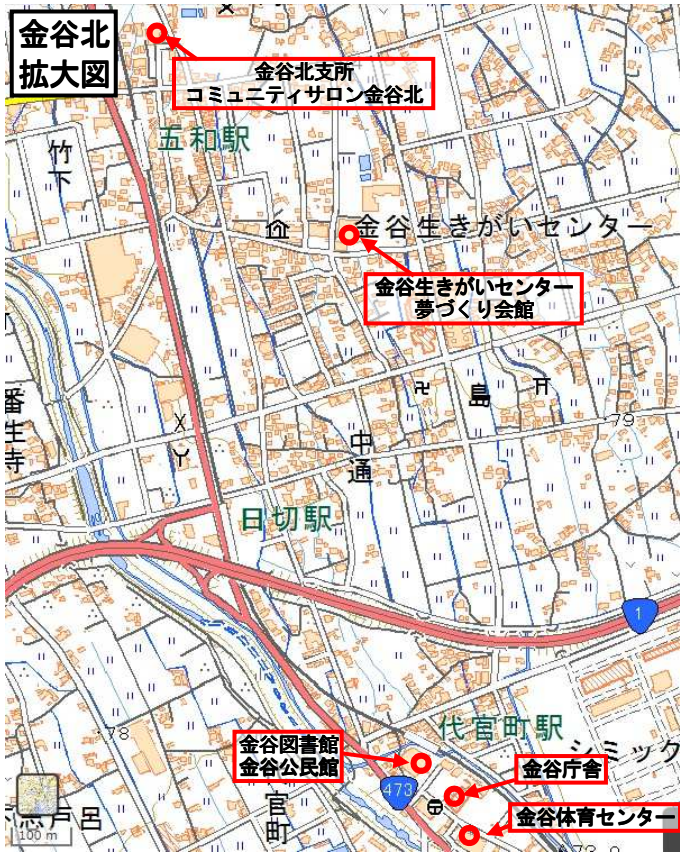 金谷北
拡大図
金谷北支所
コミュニティサロン金谷北
五和駅
竹下
金谷生きがいセンター
金谷生きがいセンター
夢づくり会館
島
79
番生寺
中通
日切駅
1
代官町駅
シミック
金谷図書館
金谷公民館
金谷庁舎
473
金谷体育センター
78
志戸呂
官町
100 m